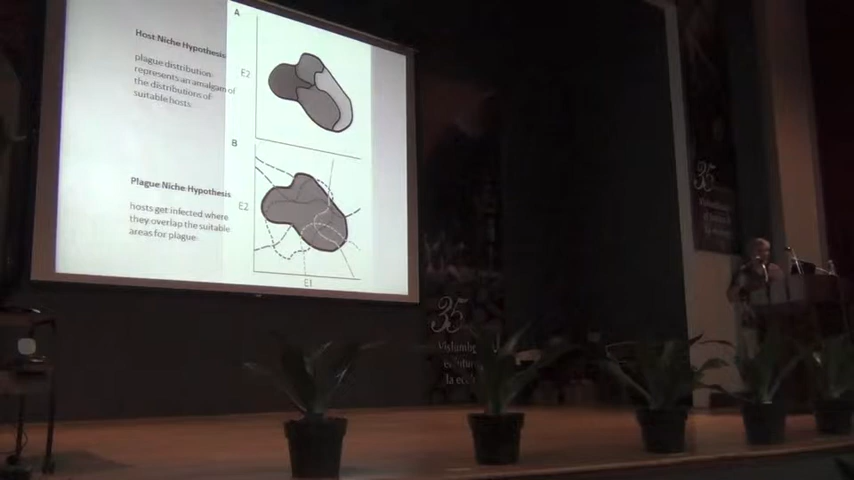 A
Host Niche Hypothesis
plague distribution
represents an amalgam of
the distributions of
suitable hosts
E2
B
Plague Niche Hypothesis
hosts get infected where
they overlap the suitable
areas for plague
E2
E1
35
35